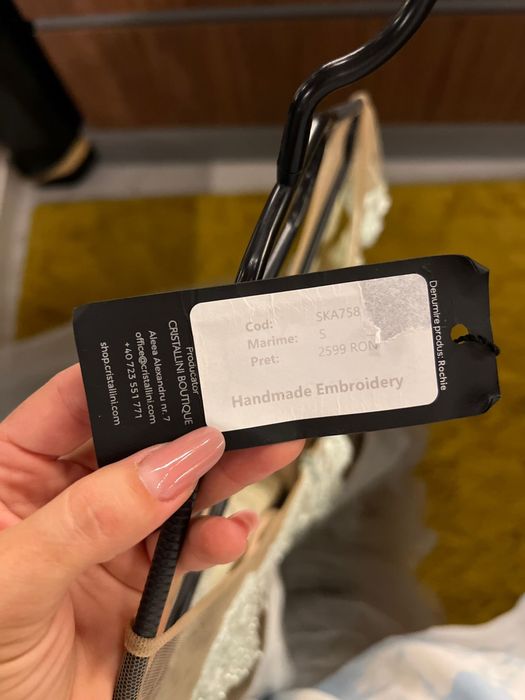 Producator
CRISTALLINI BOUTIQUE
Aleea Alexandru nr. 7
office@cristallini.com
+40 723 551 771
shop.cristallini.com
Cod: SKA758
Marime: S
Pret: 2599 RON
Handmade Embroidery
Denumire produs: Rochie